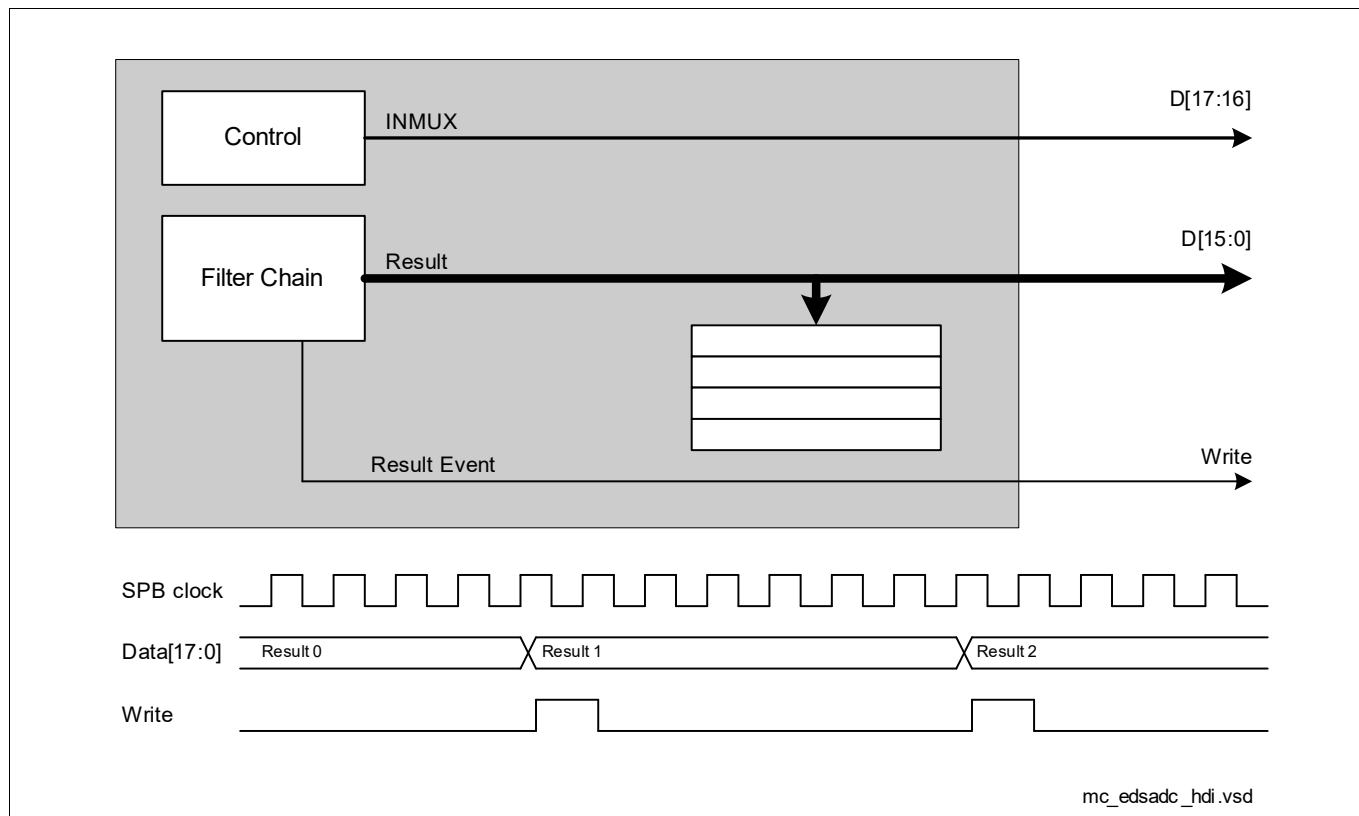 D[17:16]
INMUX
Control
D[15:0]
Result
Filter Chain
Write
Result Event
SPB clock
Data[17:0] Result 0 Result 1 Result 2
Write
mc_edsadc_hdi.vsd